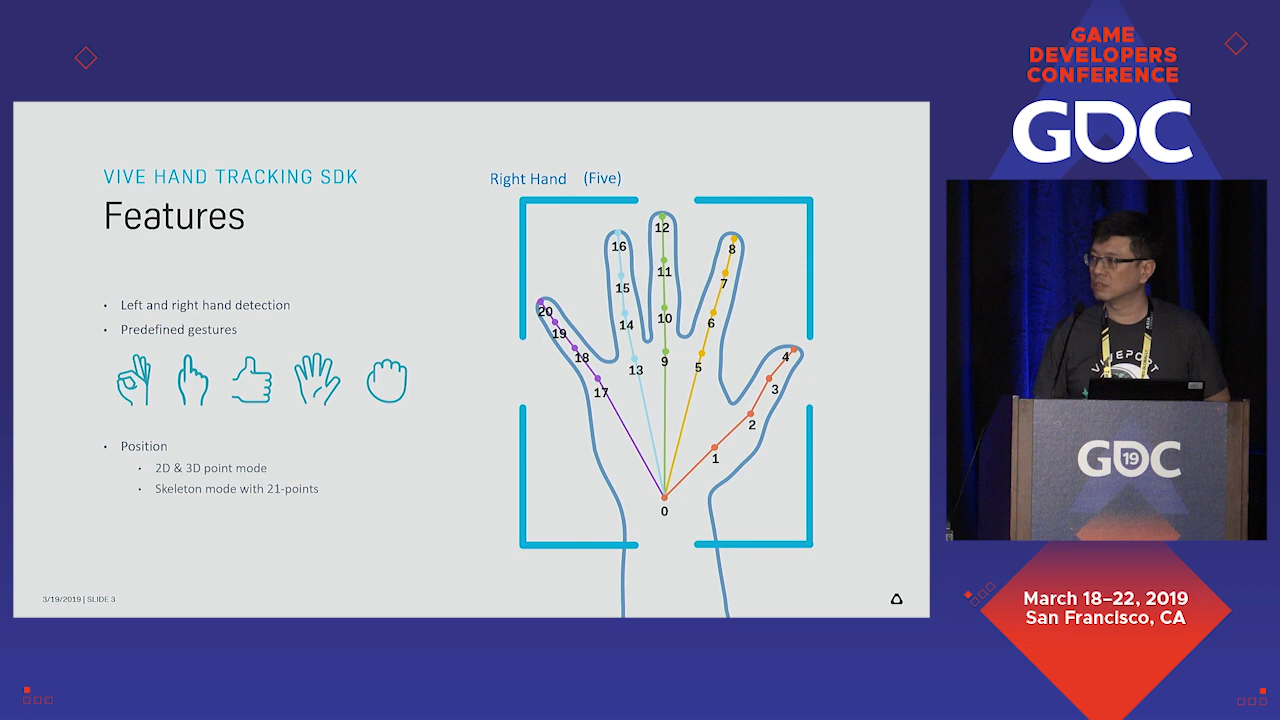 GAME
DEVELOPERS
CONFERENCE
GDC
VIVE HAND TRACKING SDK
Features
• Left and right hand detection
• Predefined gestures
• Position
• 2D & 3D point mode
• Skeleton mode with 21-points
3/19/2019 | SLIDE 3
Right Hand (Five)
12
16
8
11
15
7
20
10
6
14
19
18
9
4
5
13
3
17
2
1
0
VIVEPORT
GDC
19
March 18–22, 2019
San Francisco, CA